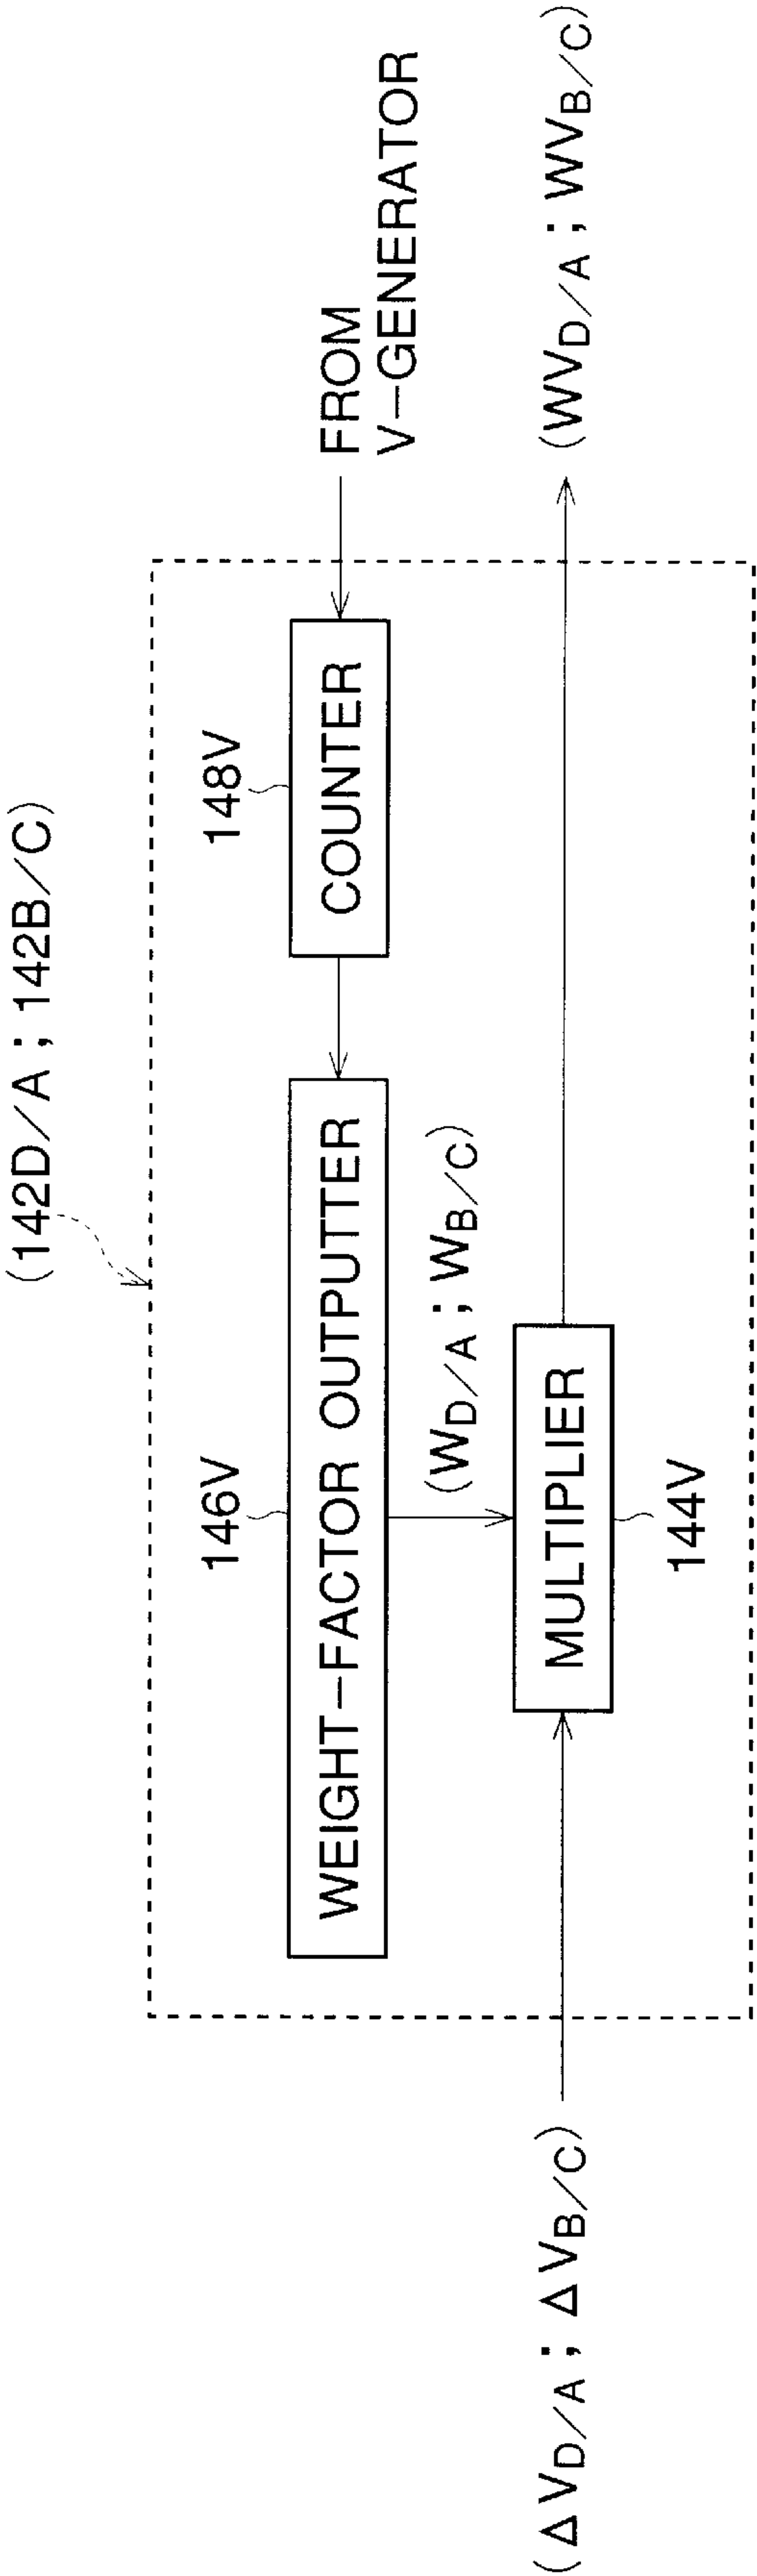 (142D/A ; 142B/C)
148V
146V
COUNTER
FROM
V-GENERATOR
WEIGHT-FACTOR OUTPUTTER
(WD/A ; WB/C)
(ΔVD/A ; ΔVB/C)
MULTIPLIER
(WVD/A ; WVB/C)
144V